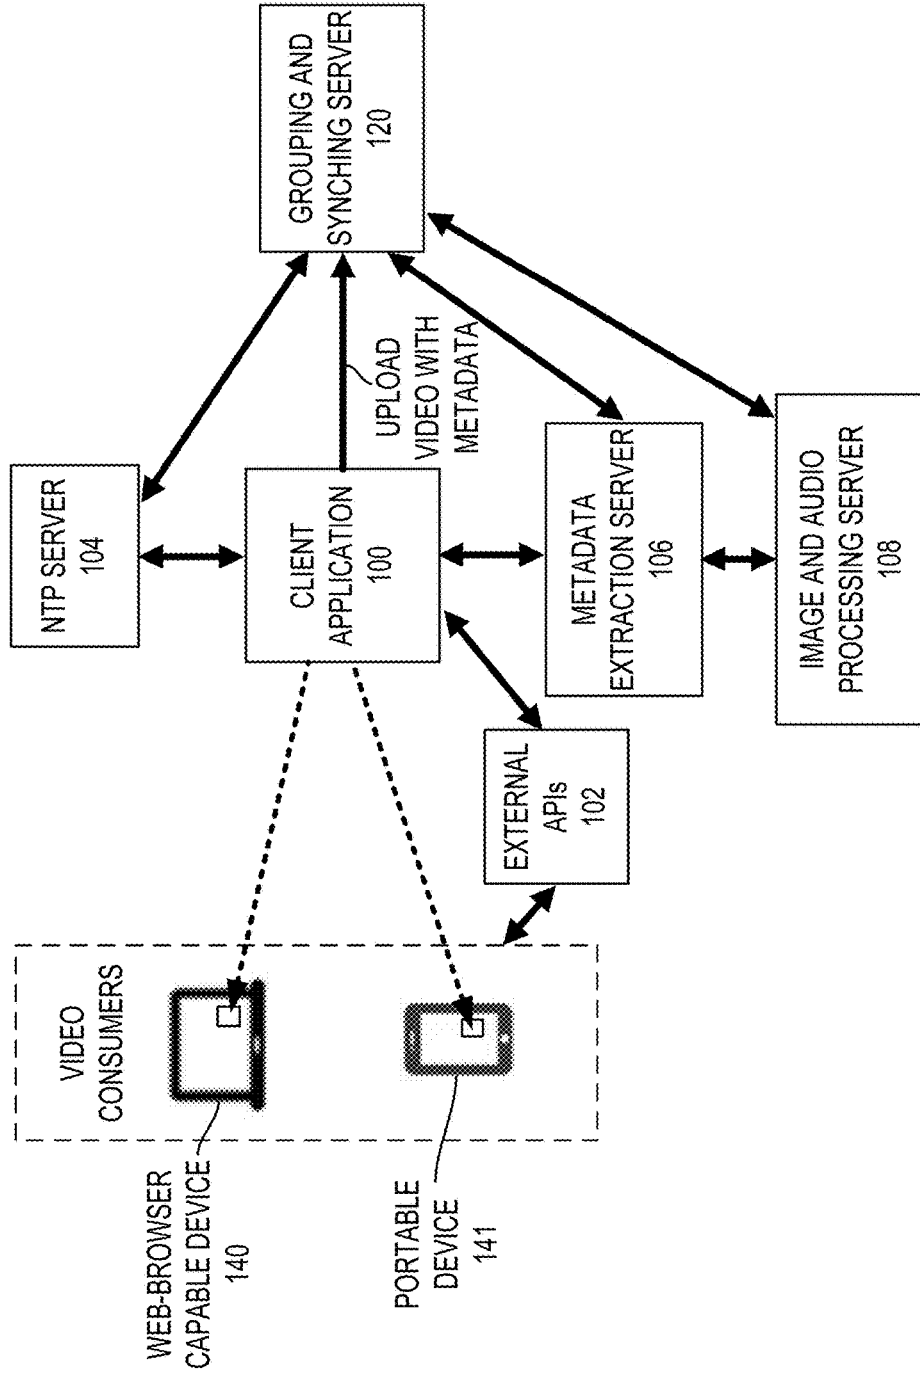 VIDEO
CONSUMERS
WEB-BROWSER
CAPABLE DEVICE
140
PORTABLE
DEVICE
141
NTP SERVER
104
CLIENT
APPLICATION
100
EXTERNAL
APIs
102
METADATA
EXTRACTION SERVER
106
IMAGE AND AUDIO
PROCESSING SERVER
108
UPLOAD
VIDEO WITH
METADATA
GROUPING AND
SYNCHING SERVER
120